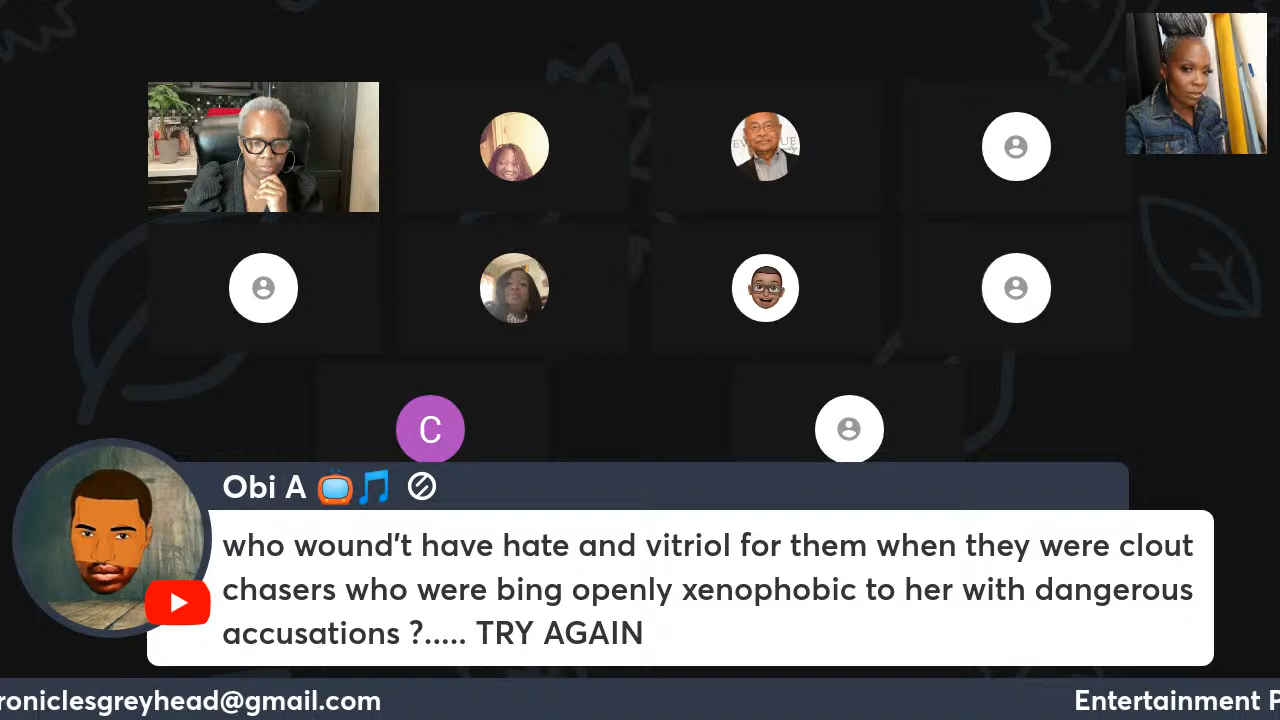 C
Obi A
who wound't have hate and vitriol for them when they were clout
chasers who were bing openly xenophobic to her with dangerous
accusations ?..... TRY AGAIN
roniclesgreyhead@gmail.com
Entertainment P